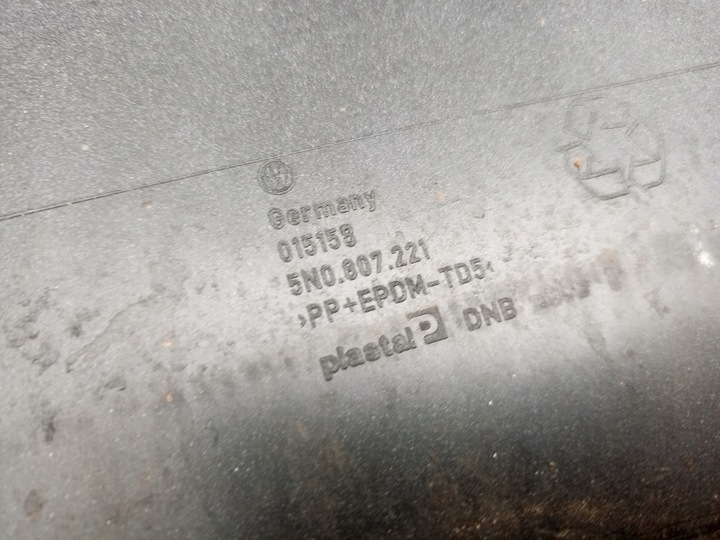 Germany
015158
5N0.807.221
>PP+EPDM-TD5<
plastal DNB